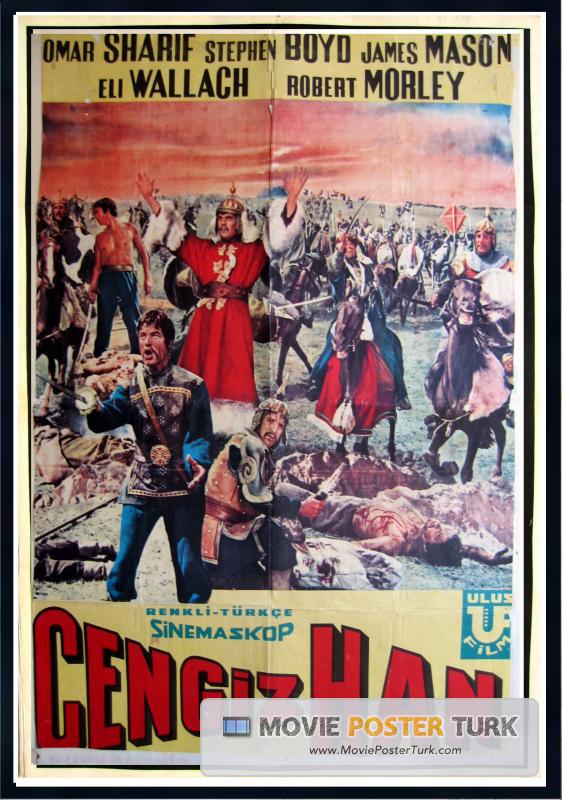 OMAR SHARIF STEPHEN BOYD JAMES MASON
ELI WALLACH ROBERT MORLEY
RENKLİ-TÜRKÇE
SİNEMASKOP
ULUS
UF
FİLM
CENGİZ HAN
MOVIE POSTER TURK
www.MoviePosterTurk.com